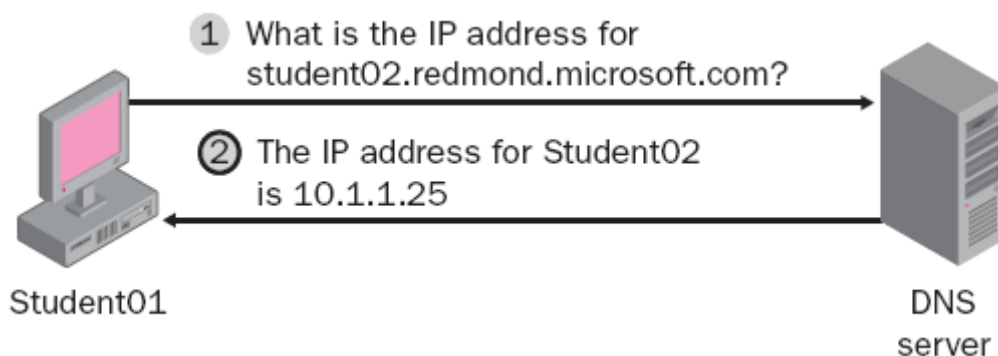 1 What is the IP address for
student02.redmond.microsoft.com?
2 The IP address for Student02
is 10.1.1.25
Student01
DNS
server